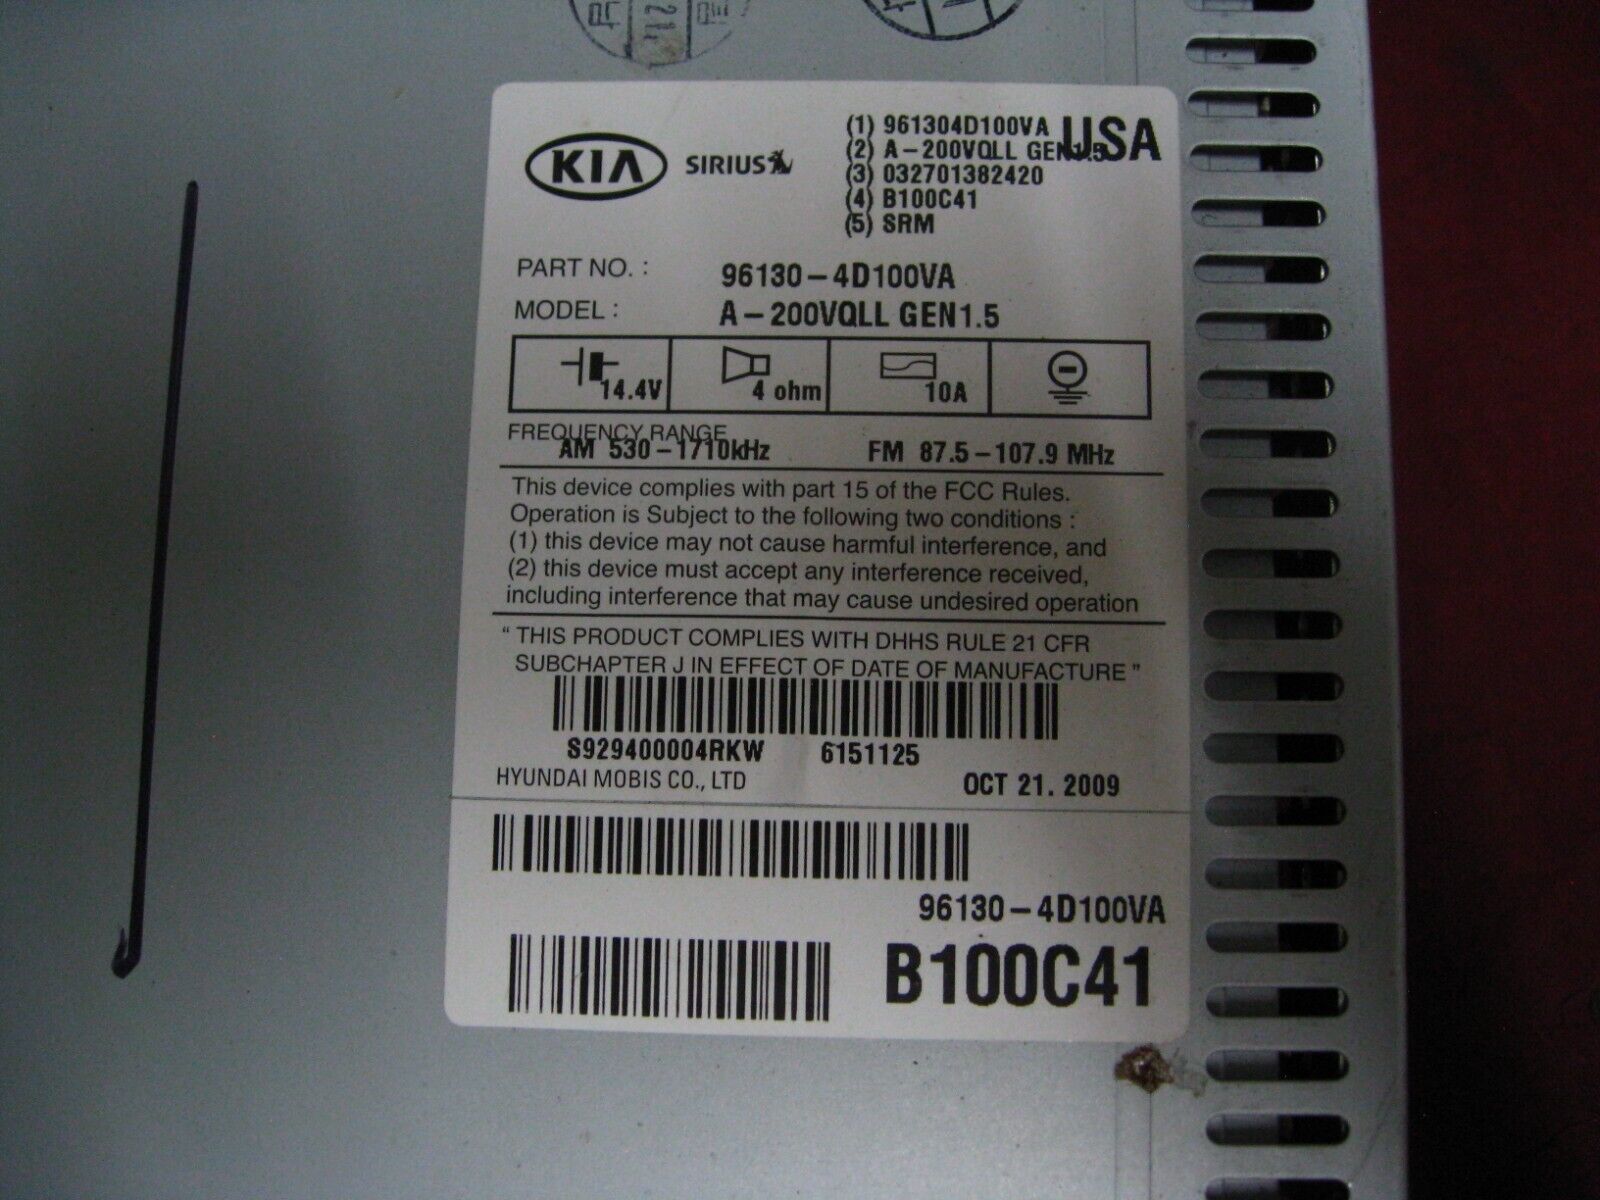 KIA SIRIUS
(1) 961304D100VA USA
(2) A-200VQLL GEN1.5
(3) 032701382420
(4) B100C41
(5) SRM
PART NO. : 96130-4D100VA
MODEL : A-200VQLL GEN1.5
14.4V 4 ohm 10A
FREQUENCY RANGE
AM 530-1710kHz FM 87.5-107.9 MHz
This device complies with part 15 of the FCC Rules.
Operation is Subject to the following two conditions :
(1) this device may not cause harmful interference, and
(2) this device must accept any interference received,
including interference that may cause undesired operation
" THIS PRODUCT COMPLIES WITH DHHS RULE 21 CFR
SUBCHAPTER J IN EFFECT OF DATE OF MANUFACTURE "
S929400004RKW 6151125
HYUNDAI MOBIS CO., LTD OCT 21. 2009
96130-4D100VA
B100C41